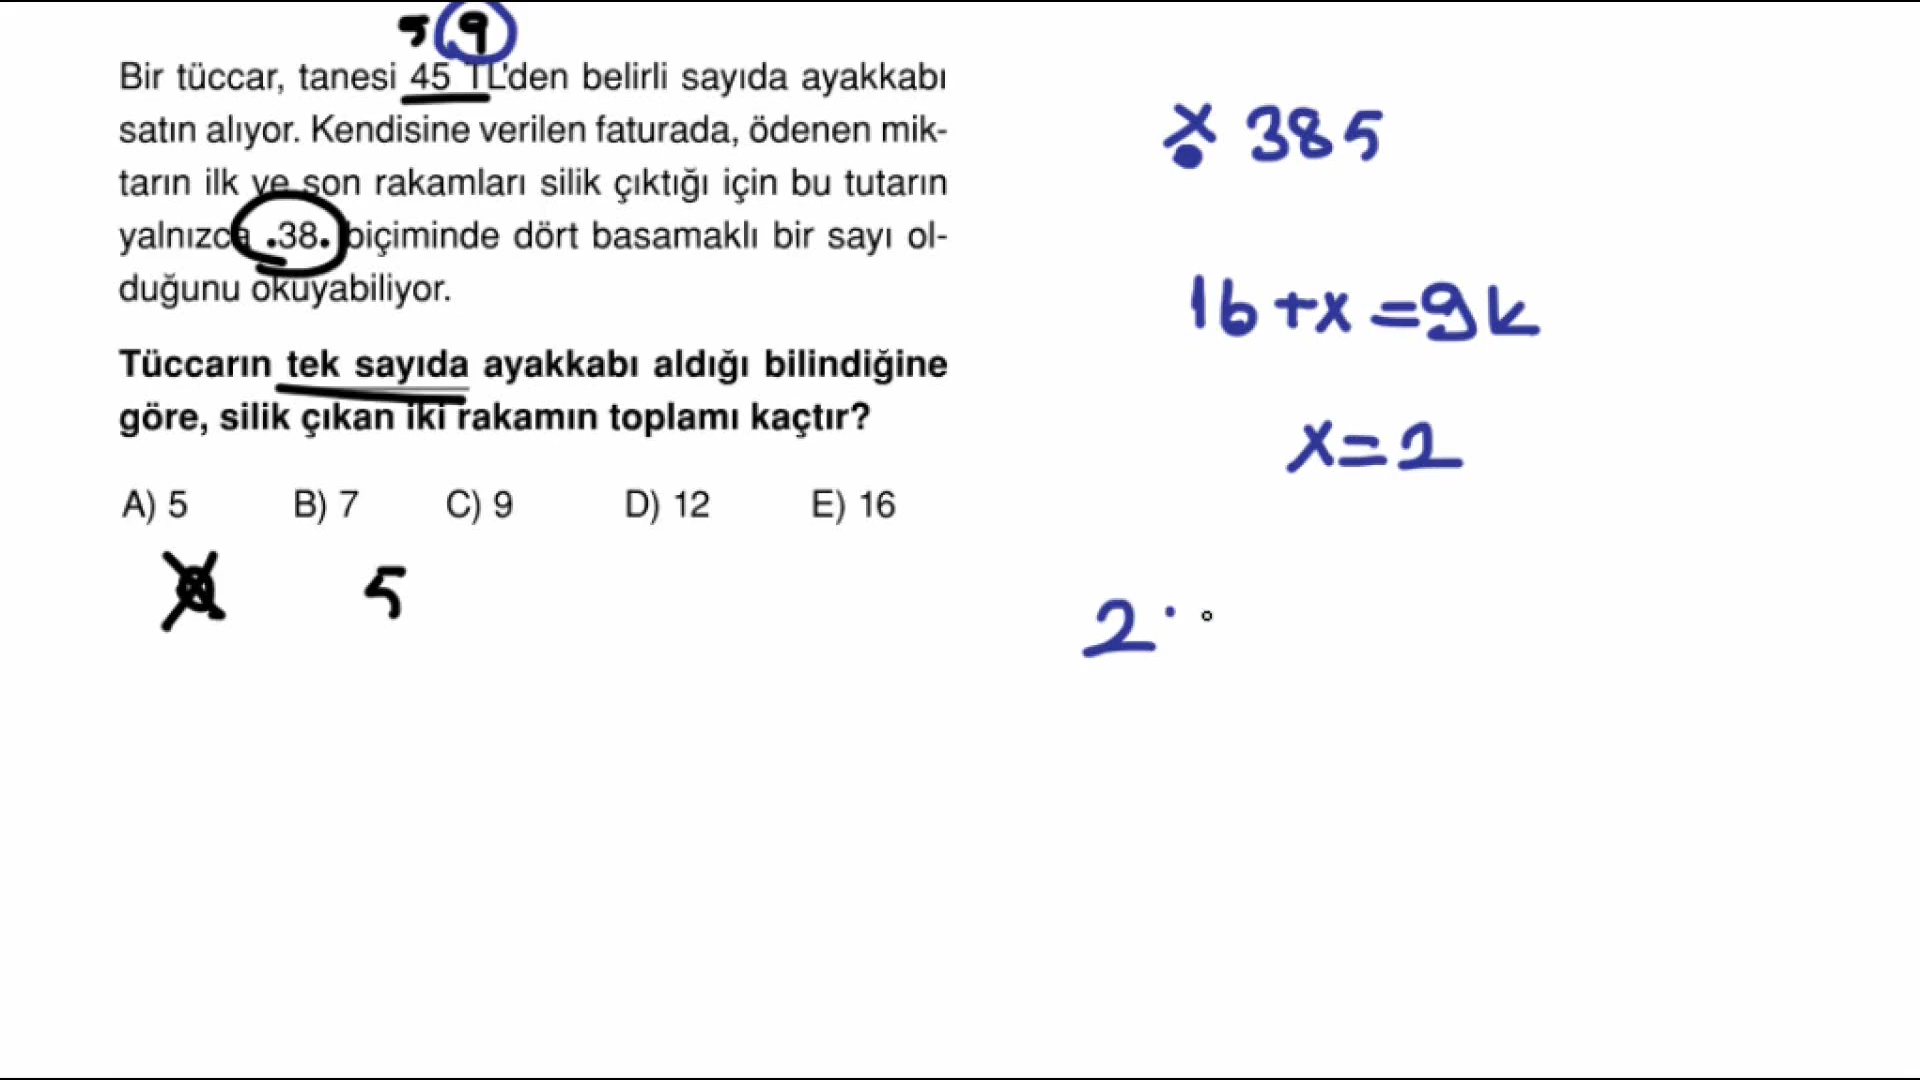 5 9
Bir tüccar, tanesi 45 TL'den belirli sayıda ayakkabı
satın alıyor. Kendisine verilen faturada, ödenen mik-
tarın ilk ve son rakamları silik çıktığı için bu tutarın
yalnızca .38. biçiminde dört basamaklı bir sayı ol-
duğunu okuyabiliyor.
Tüccarın tek sayıda ayakkabı aldığı bilindiğine
göre, silik çıkan iki rakamın toplamı kaçtır?
A) 5 B) 7 C) 9 D) 12 E) 16
5
x 385
16 + x = 9k
x = 2
2